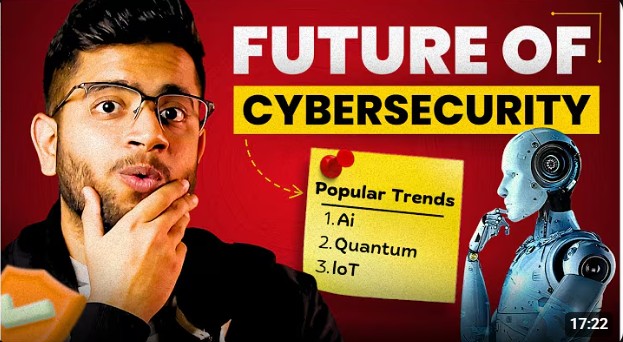 FUTURE OF
CYBERSECURITY
Popular Trends
1. Ai
2. Quantum
3. IoT
17:22